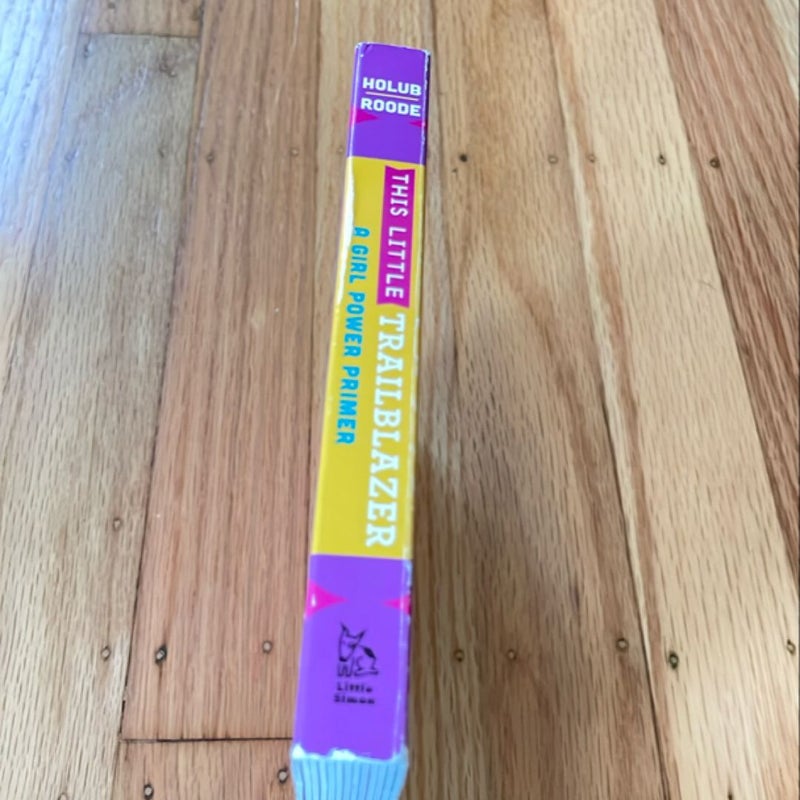 HOLUB
ROODE
THIS LITTLE
TRAILBLAZER
A GIRL POWER PRIMER
Little
Simon